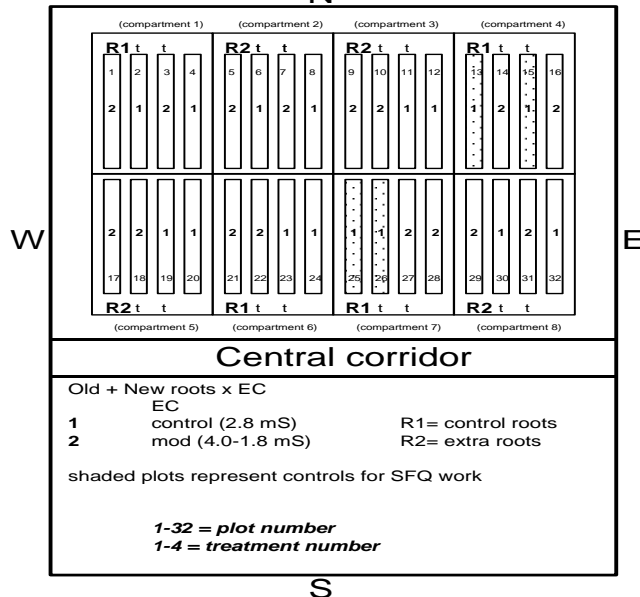 N
(compartment 1) (compartment 2) (compartment 3) (compartment 4)
R1 t t R2 t t R2 t t R1 t t
1 2 3 4 5 6 7 8 9 10 11 12 13 14 15 16
2 1 2 1 2 1 2 1 2 2 1 1 1 2 1 2
W E
2 2 1 1 2 2 1 1 1 1 2 2 2 1 2 1
17 18 19 20 21 22 23 24 25 26 27 28 29 30 31 32
R2 t t R1 t t R1 t t R2 t t
(compartment 5) (compartment 6) (compartment 7) (compartment 8)
Central corridor
Old + New roots x EC
EC
1 control (2.8 mS) R1= control roots
2 mod (4.0-1.8 mS) R2= extra roots
shaded plots represent controls for SFQ work
1-32 = plot number
1-4 = treatment number
S